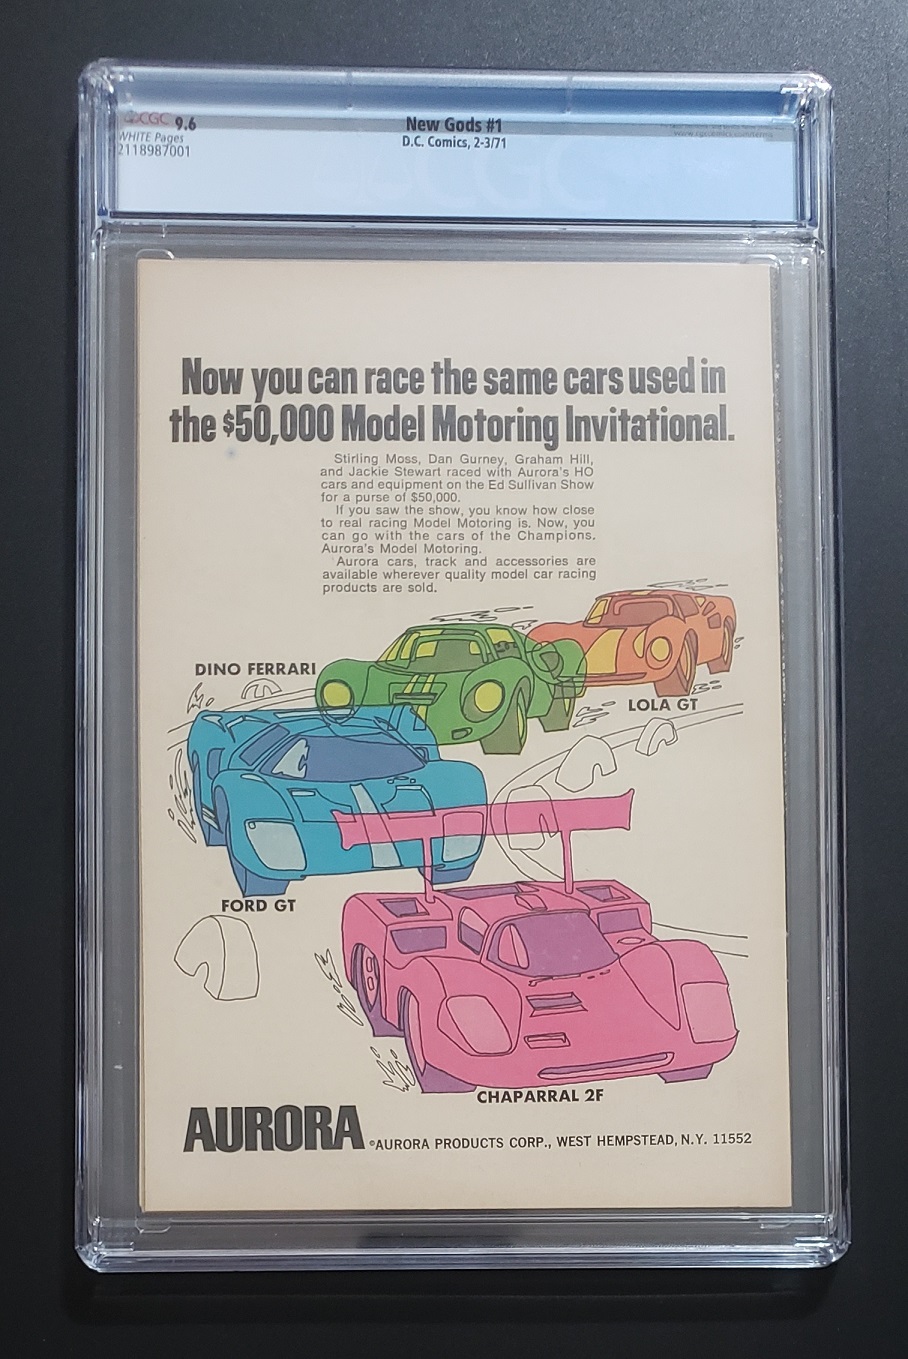 CGC 9.6
WHITE Pages
2118987001
New Gods #1
D.C. Comics, 2-3/71
Now you can race the same cars used in
the $50,000 Model Motoring Invitational.
Stirling Moss, Dan Gurney, Graham Hill,
and Jackie Stewart raced with Aurora's HO
cars and equipment on the Ed Sullivan Show
for a purse of $50,000.
If you saw the show, you know how close
to real racing Model Motoring is. Now, you
can go with the cars of the Champions.
Aurora's Model Motoring.
Aurora cars, track and accessories are
available wherever quality model car racing
products are sold.
DINO FERRARI
LOLA GT
FORD GT
CHAPARRAL 2F
AURORA
©AURORA PRODUCTS CORP., WEST HEMPSTEAD, N.Y. 11552